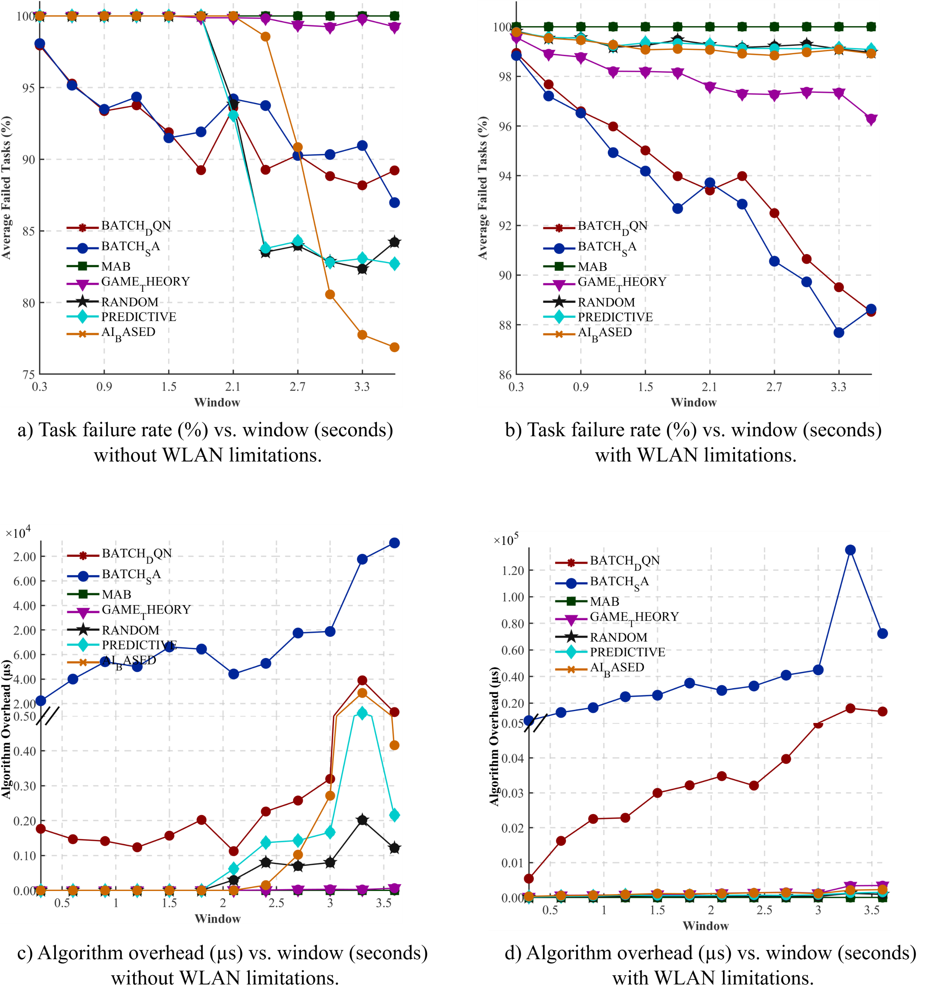 100
95
90
85
80
75
0.3 0.9 1.5 2.1 2.7 3.3
Average Failed Tasks (%)
Window
BATCH_DQN
BATCH_SA
MAB
GAME_THEORY
RANDOM
PREDICTIVE
AI_BASED
a) Task failure rate (%) vs. window (seconds)
without WLAN limitations.
100
98
96
94
92
90
88
86
0.3 0.9 1.5 2.1 2.7 3.3
Average Failed Tasks (%)
Window
BATCH_DQN
BATCH_SA
MAB
GAME_THEORY
RANDOM
PREDICTIVE
AI_BASED
b) Task failure rate (%) vs. window (seconds)
with WLAN limitations.
×10^4
2.00
6.00
4.00
2.00
6.00
4.00
2.00
0.50
0.40
0.30
0.20
0.10
0.00
0.5 1 1.5 2 2.5 3 3.5
Algorithm Overhead (µs)
Window
BATCH_DQN
BATCH_SA
MAB
GAME_THEORY
RANDOM
PREDICTIVE
AI_BASED
c) Algorithm overhead (µs) vs. window (seconds)
without WLAN limitations.
×10^5
1.20
1.00
0.80
0.60
0.40
0.20
0.05
0.04
0.03
0.02
0.01
0.00
0.5 1 1.5 2 2.5 3 3.5
Algorithm Overhead (µs)
Window
BATCH_DQN
BATCH_SA
MAB
GAME_THEORY
RANDOM
PREDICTIVE
AI_BASED
d) Algorithm overhead (µs) vs. window (seconds)
with WLAN limitations.